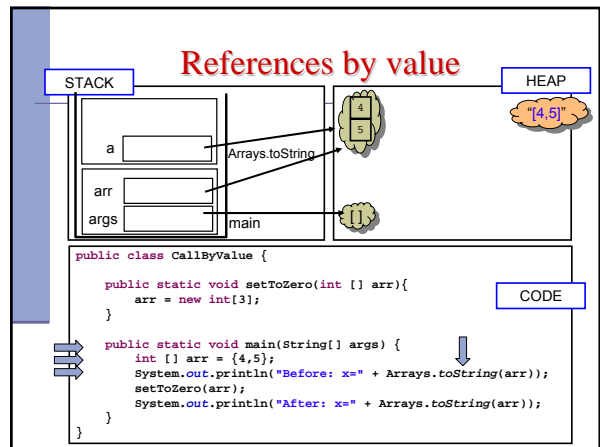 References by value
STACK
HEAP
4
5
"[4,5]"
a
Arrays.toString
arr
args
main
[ ]
public class CallByValue {
public static void setToZero(int [] arr){
arr = new int[3];
}
CODE
public static void main(String[] args) {
int [] arr = {4,5};
System.out.println("Before: x=" + Arrays.toString(arr));
setToZero(arr);
System.out.println("After: x=" + Arrays.toString(arr));
}
}